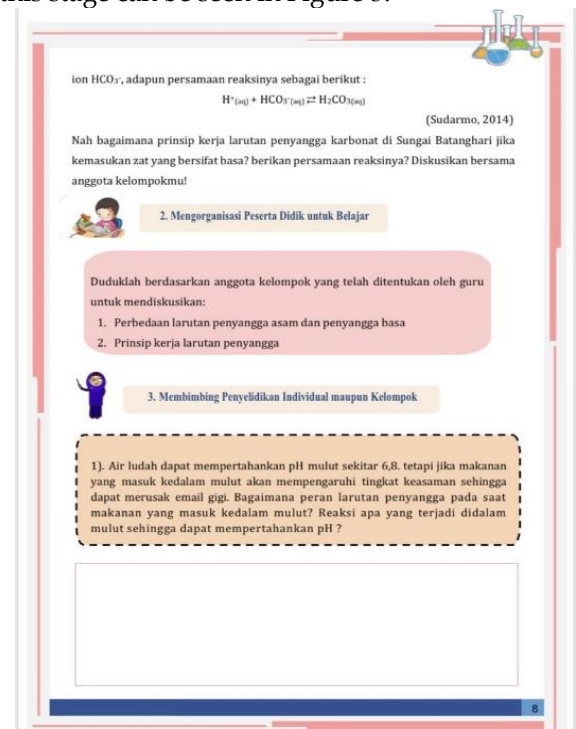 this stage can be seen in Figure 3.
ion HCO₃⁻, adapun persamaan reaksinya sebagai berikut :
H⁺(aq) + HCO₃⁻(aq) ⇄ H₂CO₃(aq)
(Sudarmo, 2014)
Nah bagaimana prinsip kerja larutan penyangga karbonat di Sungai Batanghari jika
kemasukan zat yang bersifat basa? berikan persamaan reaksinya? Diskusikan bersama
anggota kelompokmu!
2. Mengorganisasi Peserta Didik untuk Belajar
Duduklah berdasarkan anggota kelompok yang telah ditentukan oleh guru
untuk mendiskusikan:
1. Perbedaan larutan penyangga asam dan penyangga basa
2. Prinsip kerja larutan penyangga
3. Membimbing Penyelidikan Individual maupun Kelompok
1). Air ludah dapat mempertahankan pH mulut sekitar 6,8. tetapi jika makanan
yang masuk kedalam mulut akan mempengaruhi tingkat keasaman sehingga
dapat merusak email gigi. Bagaimana peran larutan penyangga pada saat
makanan yang masuk kedalam mulut? Reaksi apa yang terjadi didalam
mulut sehingga dapat mempertahankan pH ?
8